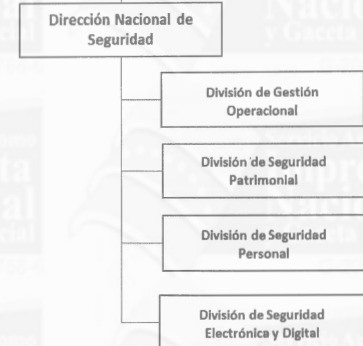 Dirección Nacional de
Seguridad
División de Gestión
Operacional
División de Seguridad
Patrimonial
División de Seguridad
Personal
División de Seguridad
Electrónica y Digital